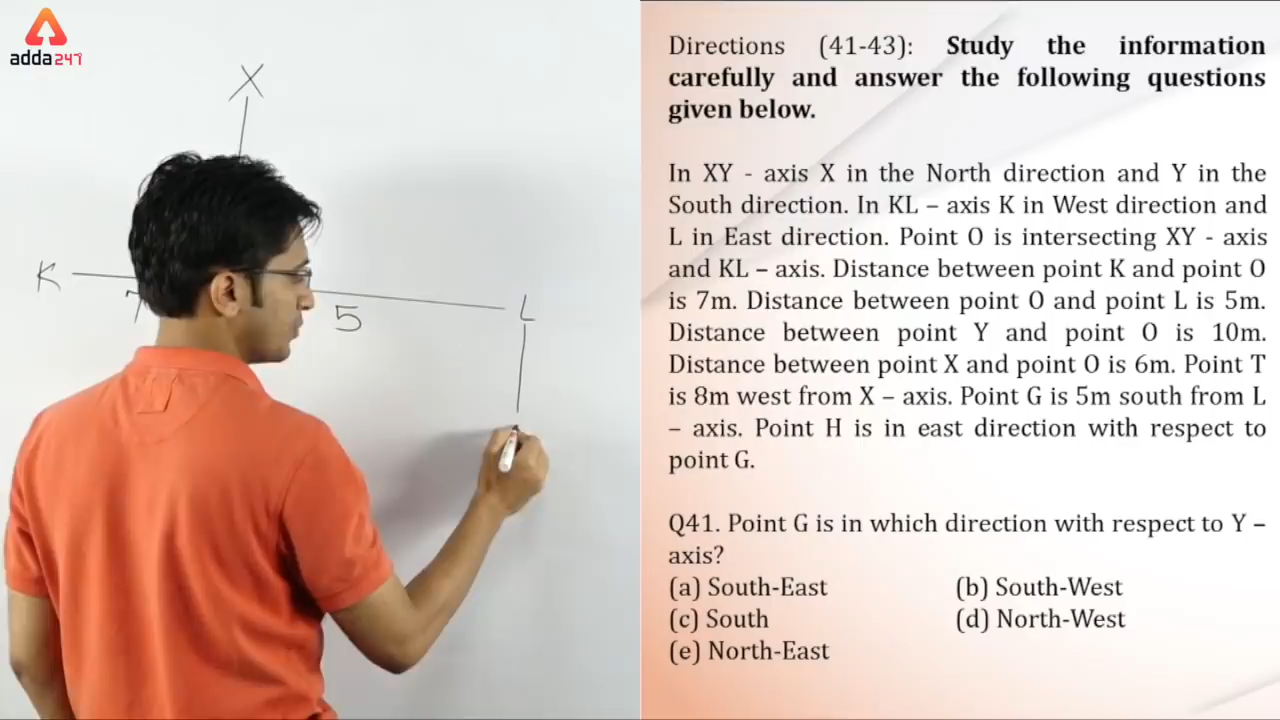 adda247
X
K
7
5
L
Directions (41-43): Study the information
carefully and answer the following questions
given below.
In XY - axis X in the North direction and Y in the
South direction. In KL – axis K in West direction and
L in East direction. Point O is intersecting XY - axis
and KL – axis. Distance between point K and point O
is 7m. Distance between point O and point L is 5m.
Distance between point Y and point O is 10m.
Distance between point X and point O is 6m. Point T
is 8m west from X – axis. Point G is 5m south from L
– axis. Point H is in east direction with respect to
point G.
Q41. Point G is in which direction with respect to Y –
axis?
(a) South-East (b) South-West
(c) South (d) North-West
(e) North-East